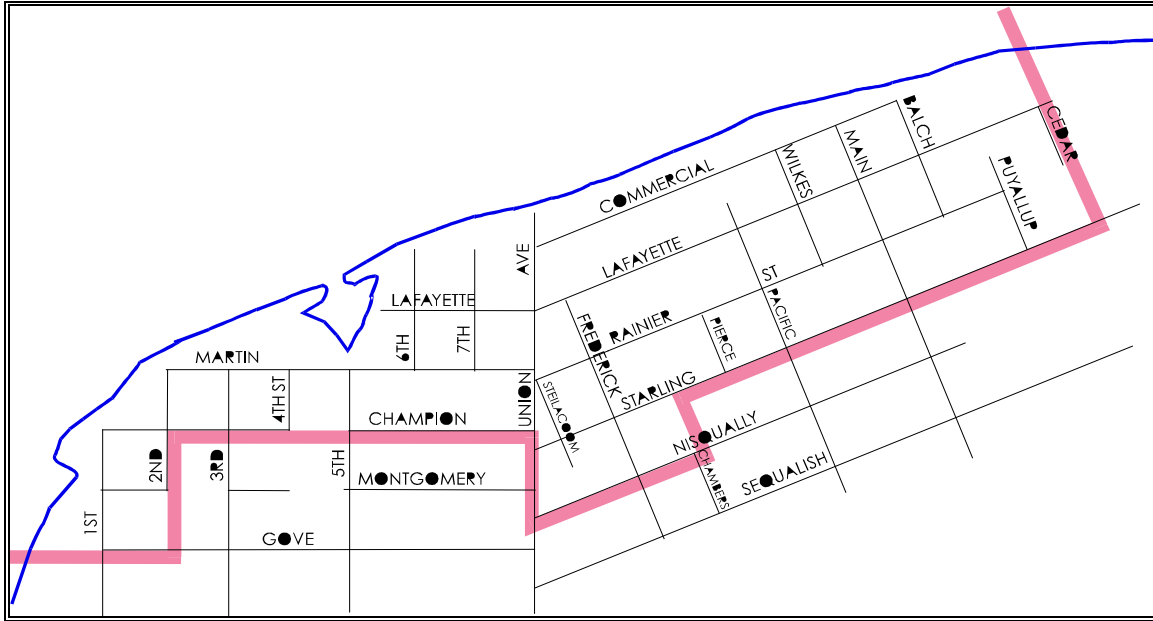 BALCH
CEDAR
MAIN
WILKES
PUYALLUP
COMMERCIAL
AVE
LAFAYETTE
ST
LAFAYETTE
PACIFIC
FREDERICK
RAINIER
PIERCE
6TH
7TH
MARTIN
UNION
STEILACOOM
STARLING
4TH ST
CHAMPION
NISQUALLY
2ND
3RD
5TH
MONTGOMERY
CHAMBERS
SEQUALISH
1ST
GOVE